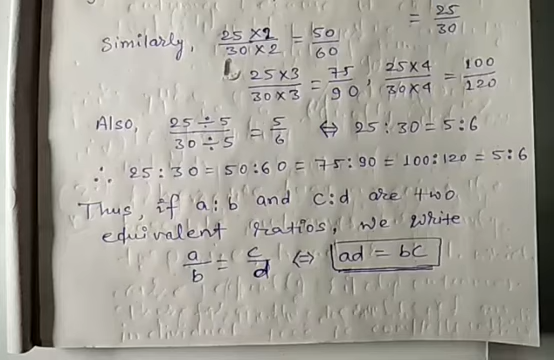 = 25/30
Similarly, 25×2/30×2 = 50/60
25×3/30×3 = 75/90, 25×4/30×4 = 100/120
Also, 25÷5/30÷5 = 5/6 ⇔ 25:30 = 5:6
∴ 25:30 = 50:60 = 75:90 = 100:120 = 5:6
Thus, if a:b and c:d are two
equivalent ratios, we write
a/b = c/d ⇔ ad = bc